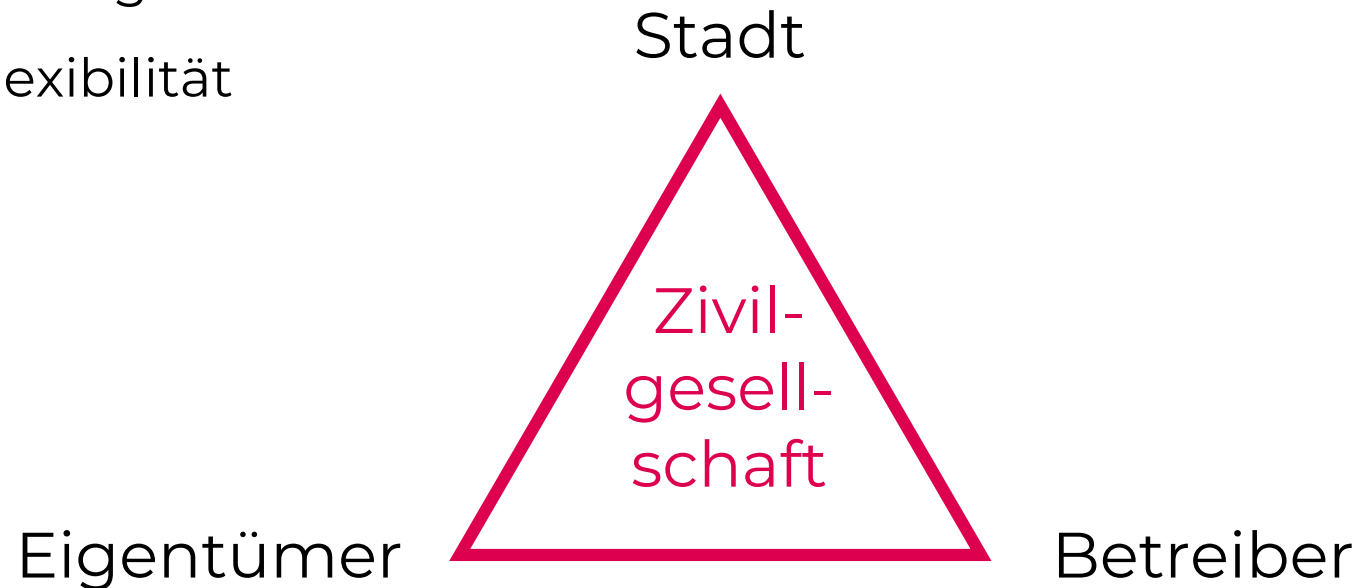 Stadt
exibilität
Zivil-
gesell-
schaft
Eigentümer
Betreiber